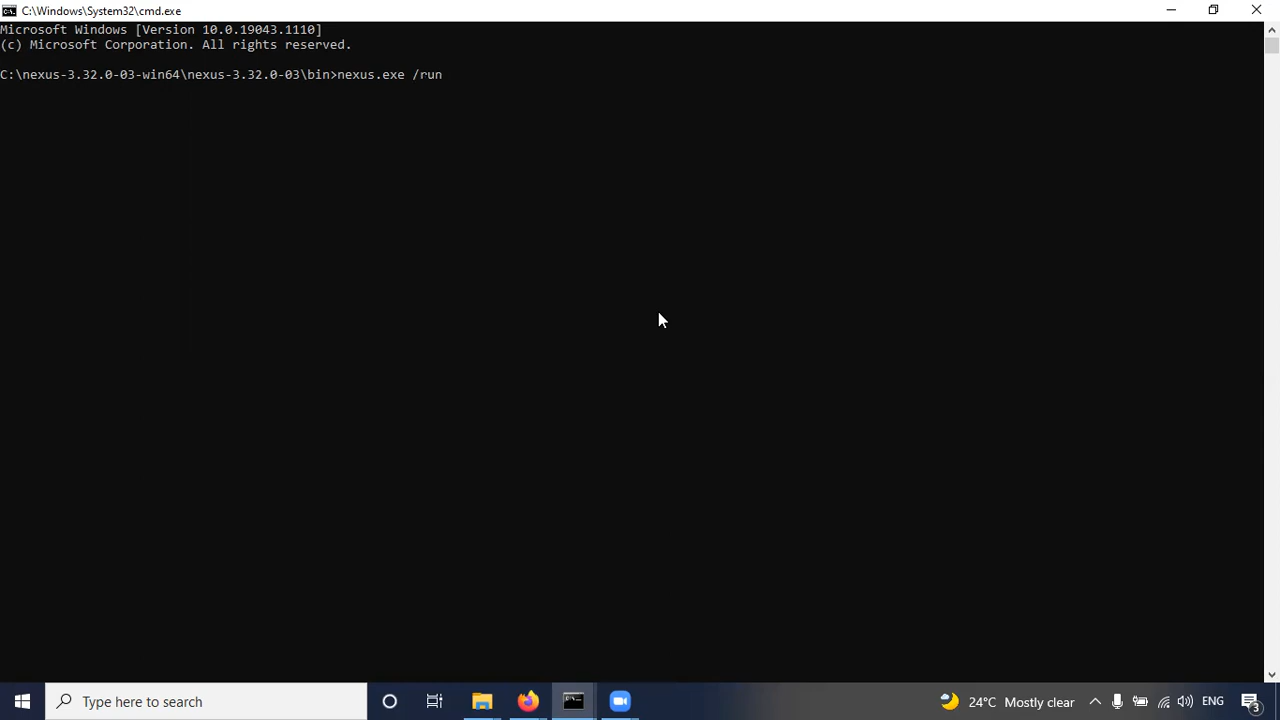 C:\Windows\System32\cmd.exe
Microsoft Windows [Version 10.0.19043.1110]
(c) Microsoft Corporation. All rights reserved.
C:\nexus-3.32.0-03-win64\nexus-3.32.0-03\bin>nexus.exe /run
Type here to search
24°C Mostly clear
ENG
3